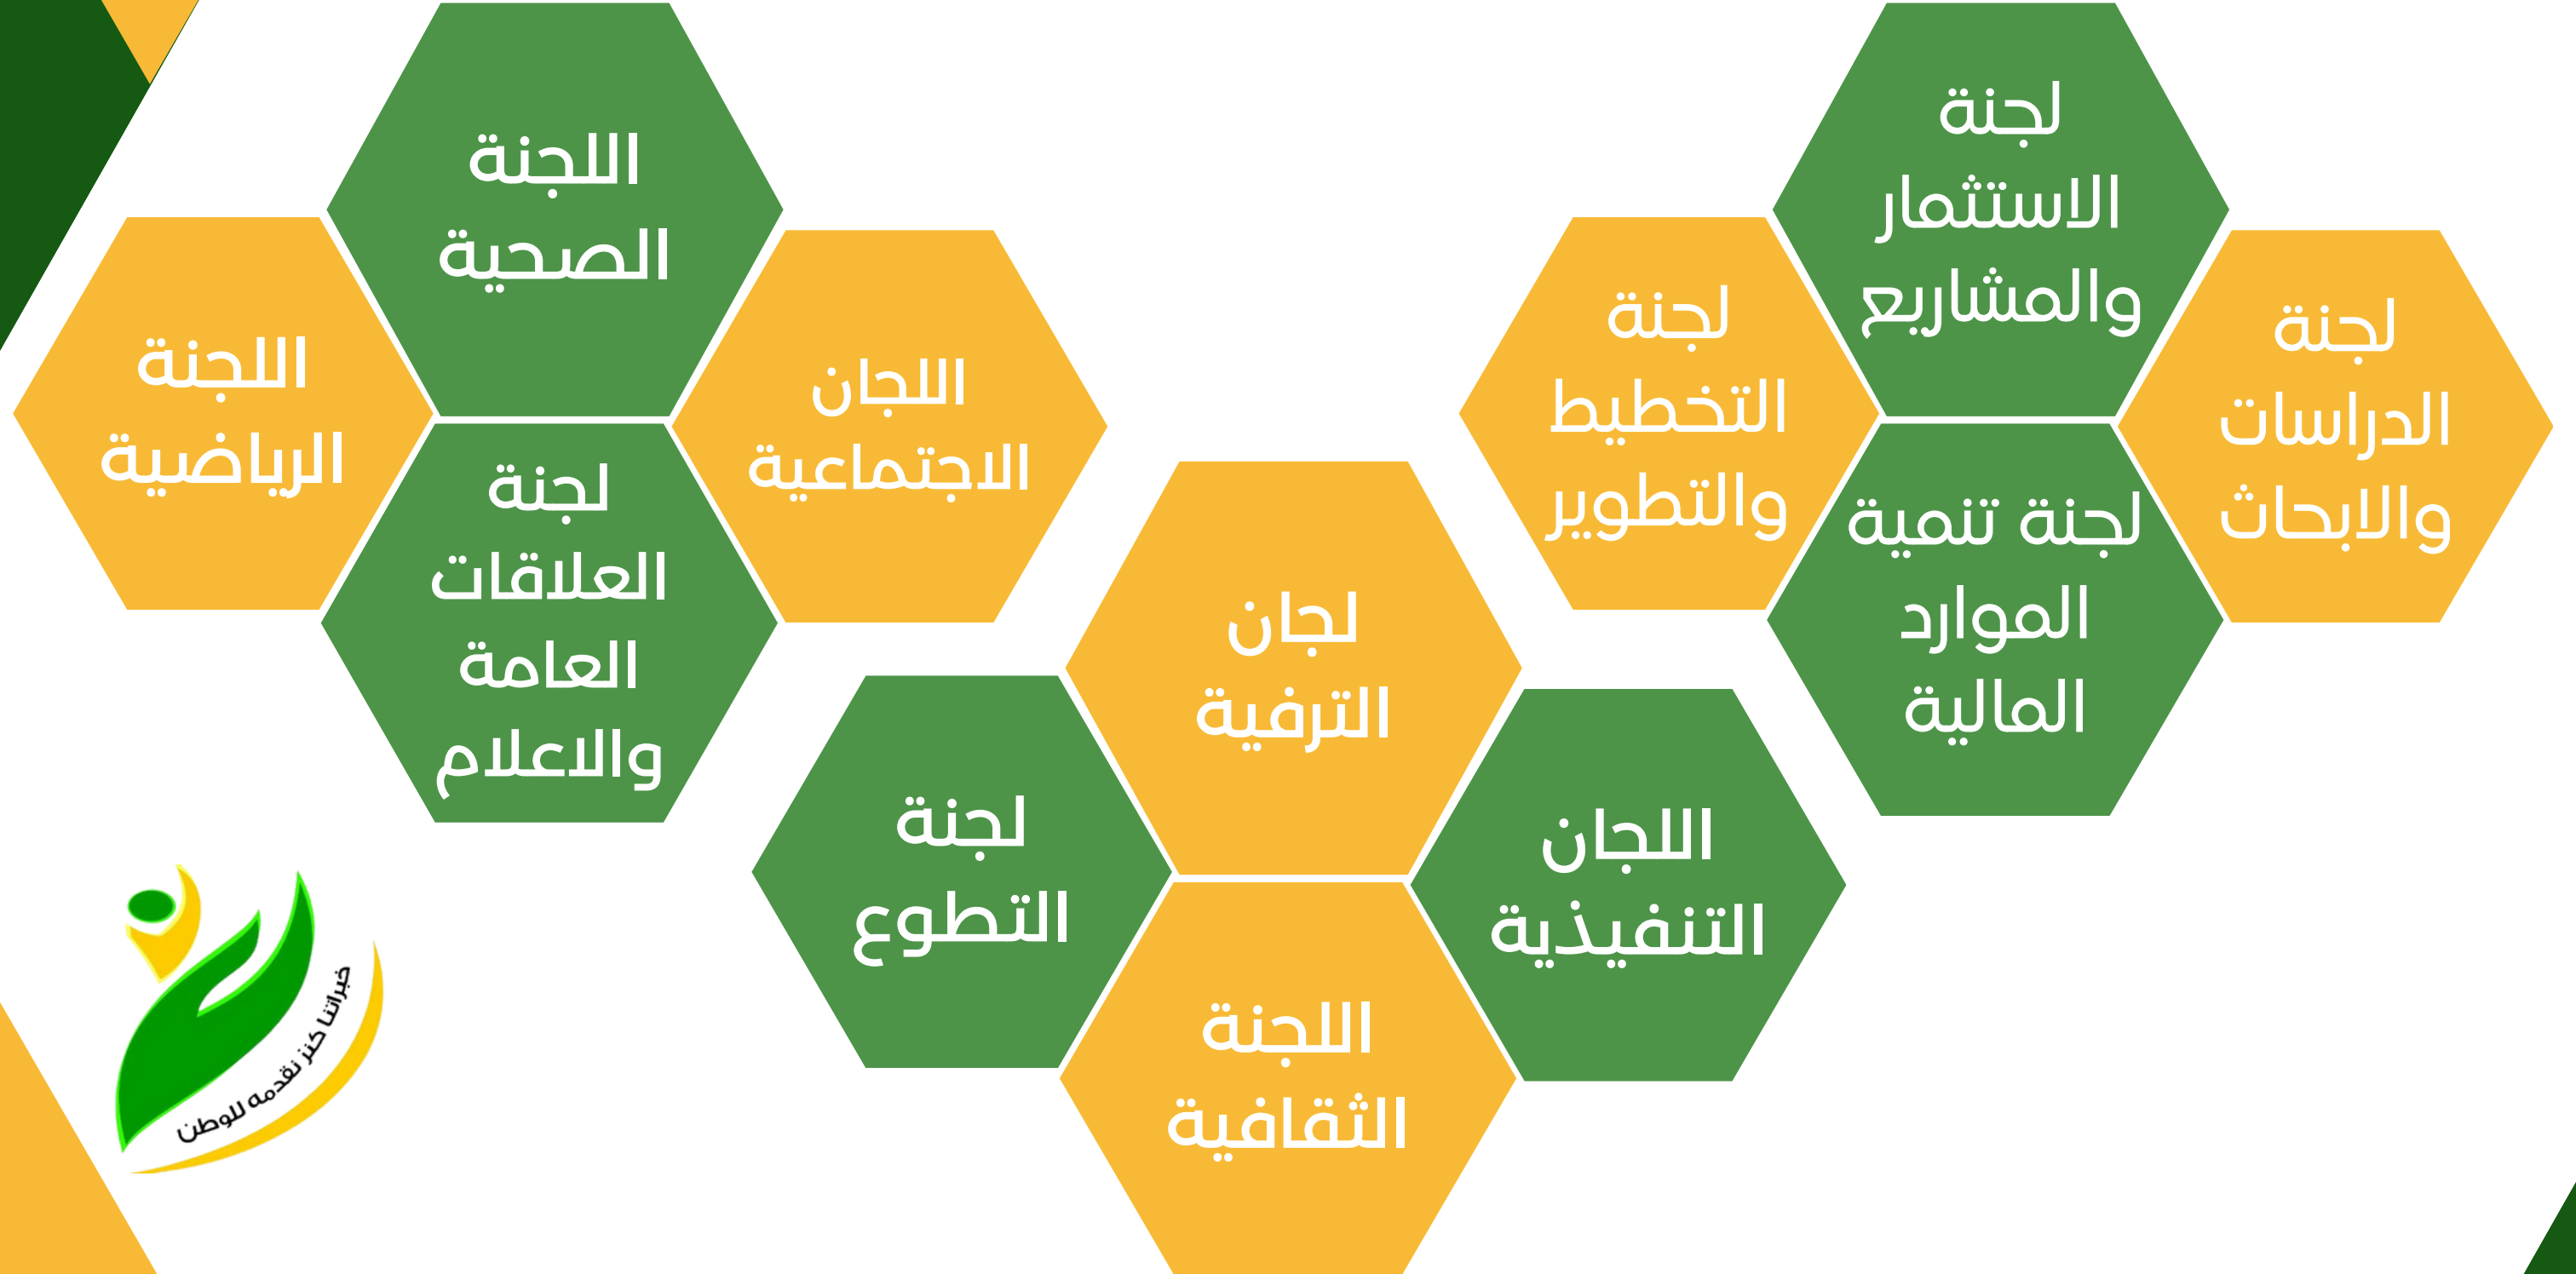 لجنة
الاستثمار
والمشاريع
لجنة
الدراسات
والابحاث
لجنة
التخطيط
والتطوير
لجنة تنمية
الموارد
المالية
لجان
الترفية
اللجان
التنفيذية
لجنة
التطوع
اللجنة
الثقافية
اللجنة
الصحية
اللجان
الاجتماعية
اللجنة
الرياضية
لجنة
العلاقات
العامة
والاعلام
خبراتنا كنز نقدمه للوطن